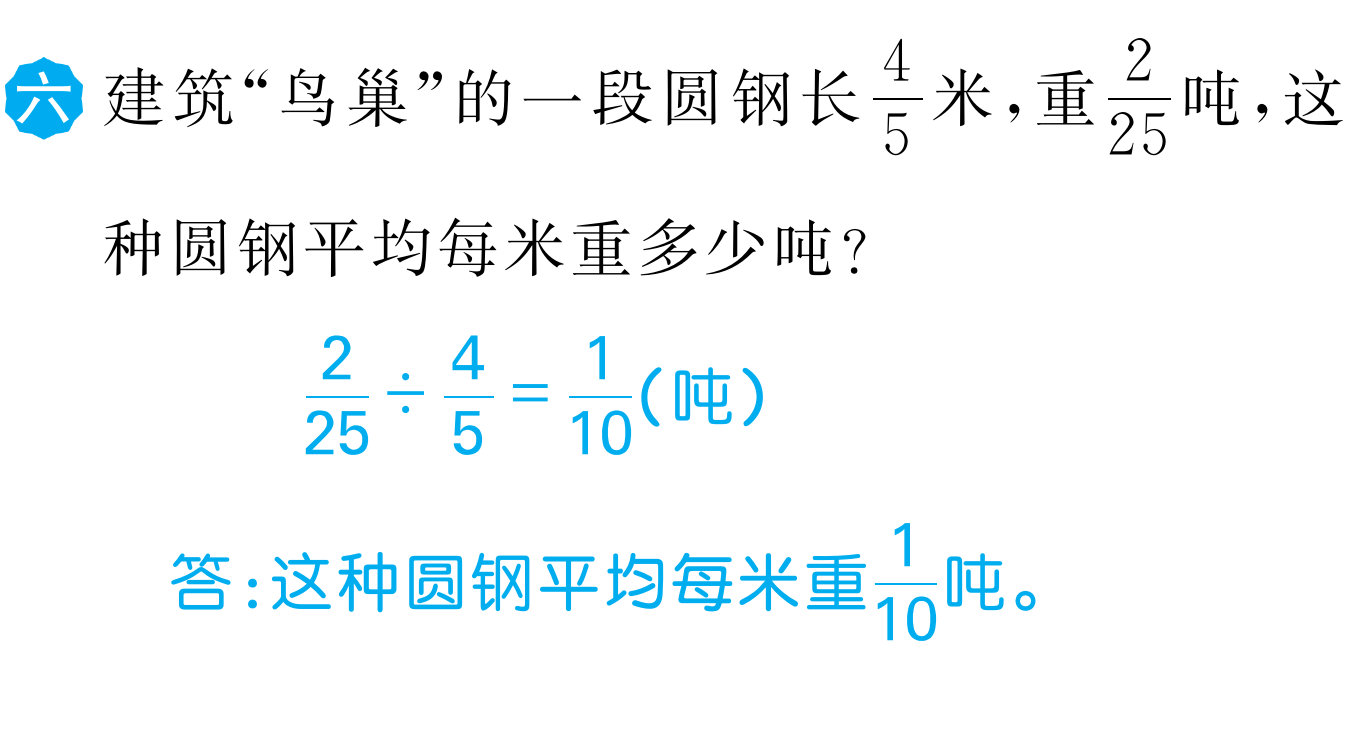 六 建筑“鸟巢”的一段圆钢长4/5米,重2/25吨,这
种圆钢平均每米重多少吨?
2/25÷4/5=1/10(吨)
答:这种圆钢平均每米重1/10吨。